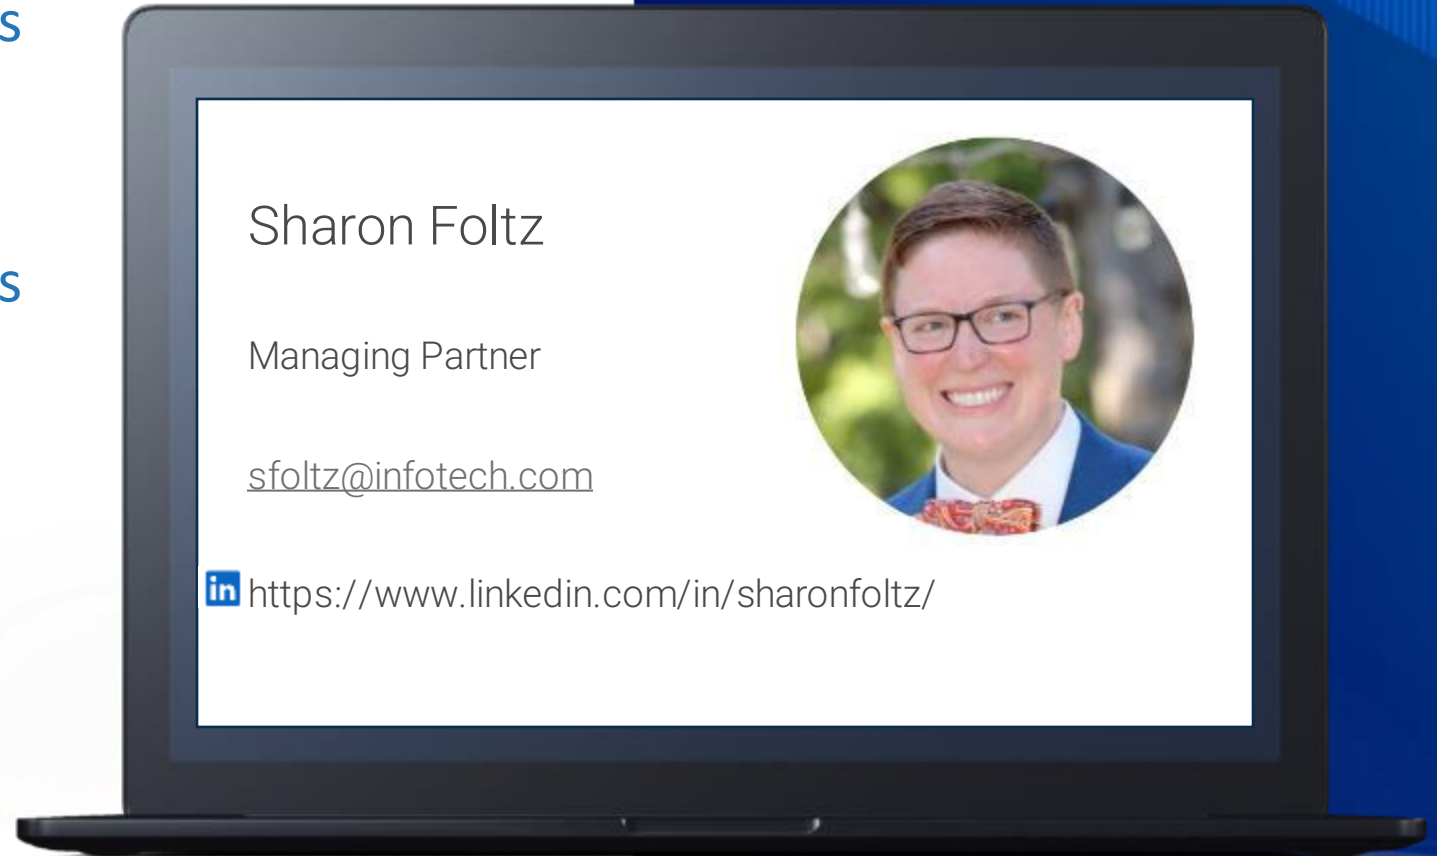 s
s
Sharon Foltz
Managing Partner
sfoltz@infotech.com
in https://www.linkedin.com/in/sharonfoltz/